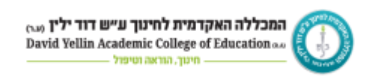 המכללה האקדמית לחינוך ע״ש דוד ילין (ע.ר)
David Yellin Academic College of Education (R.A)
חינוך, הוראה וטיפול